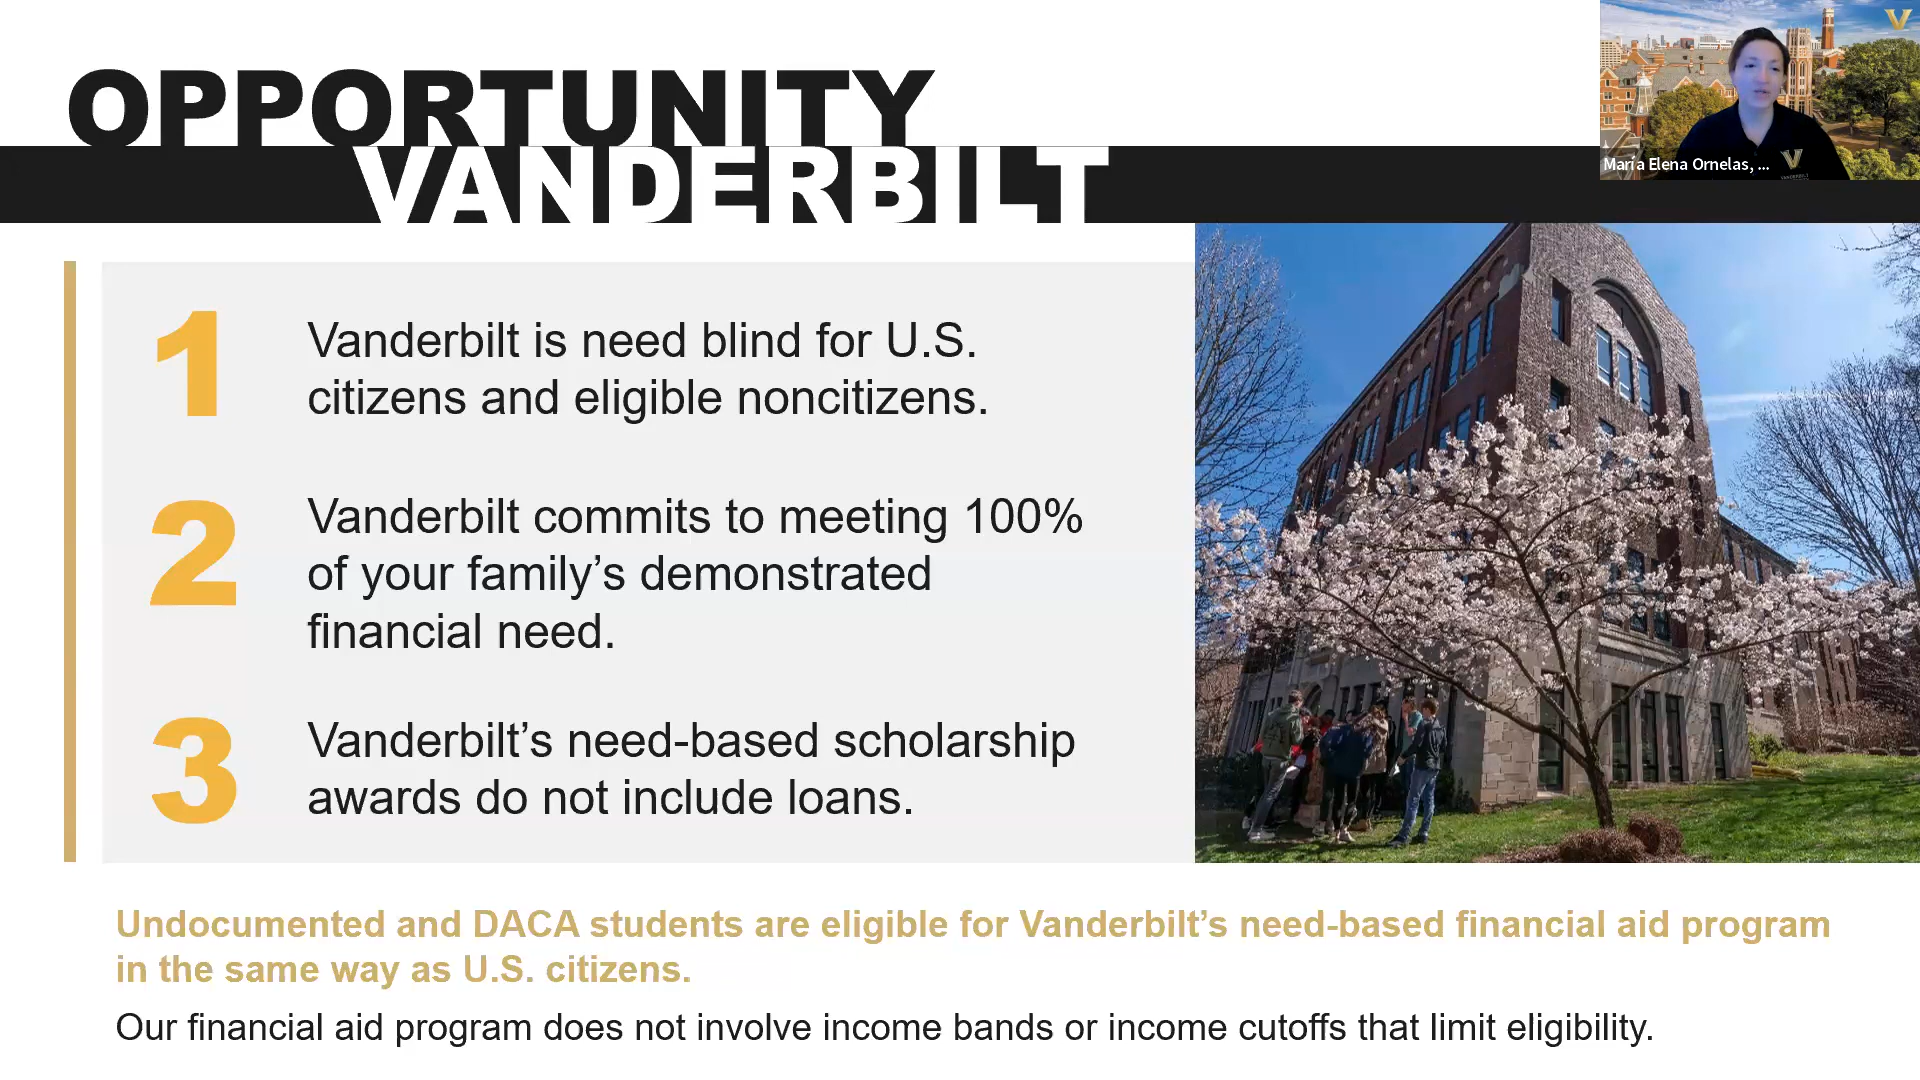 OPPORTUNITY
VANDERBILT
María Elena Ornelas, ...
1
Vanderbilt is need blind for U.S.
citizens and eligible noncitizens.
2
Vanderbilt commits to meeting 100%
of your family’s demonstrated
financial need.
3
Vanderbilt’s need-based scholarship
awards do not include loans.
Undocumented and DACA students are eligible for Vanderbilt’s need-based financial aid program
in the same way as U.S. citizens.
Our financial aid program does not involve income bands or income cutoffs that limit eligibility.